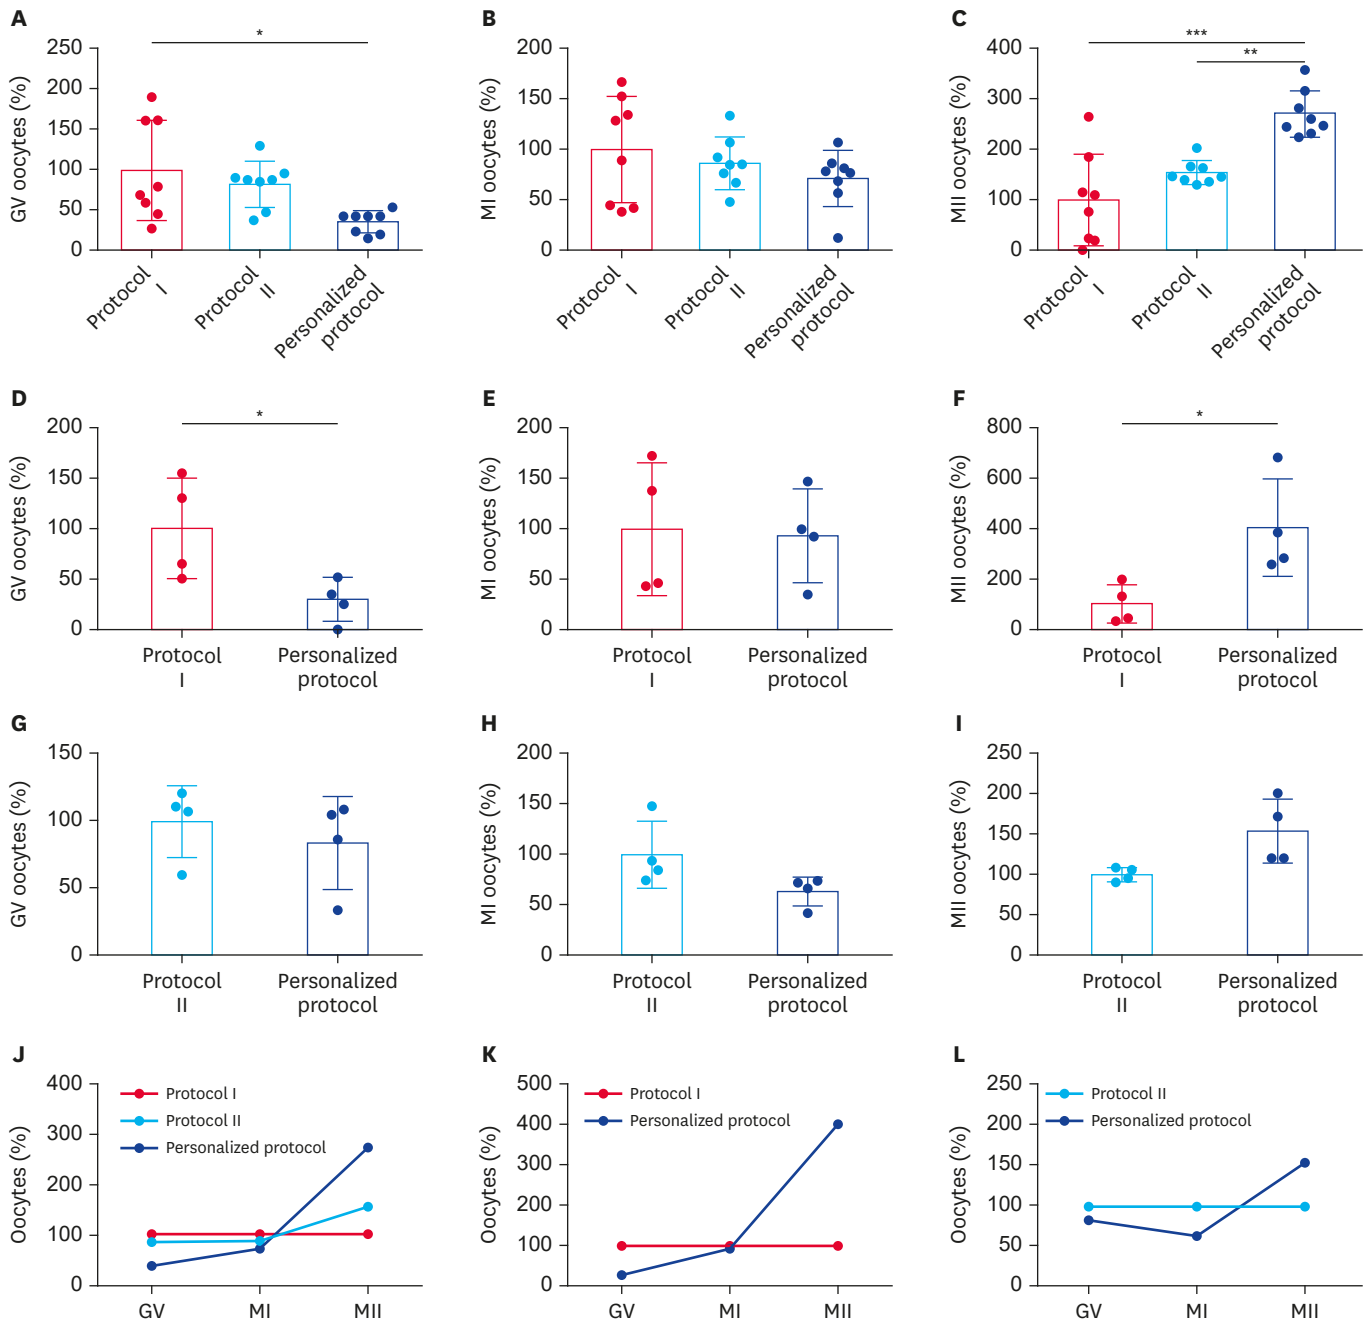 A
GV oocytes (%)
250
200
150
100
50
0
*
Protocol
I
Protocol
II
Personalized
protocol
B
MI oocytes (%)
200
150
100
50
0
Protocol
I
Protocol
II
Personalized
protocol
C
MII oocytes (%)
400
300
200
100
0
***
**
Protocol
I
Protocol
II
Personalized
protocol
D
GV oocytes (%)
200
150
100
50
0
*
Protocol
I
Personalized
protocol
E
MI oocytes (%)
200
150
100
50
0
Protocol
I
Personalized
protocol
F
MII oocytes (%)
800
600
400
200
0
*
Protocol
I
Personalized
protocol
G
GV oocytes (%)
150
100
50
0
Protocol
II
Personalized
protocol
H
MI oocytes (%)
200
150
100
50
0
Protocol
II
Personalized
protocol
I
MII oocytes (%)
250
200
150
100
50
0
Protocol
II
Personalized
protocol
J
Oocytes (%)
400
300
200
100
0
Protocol I
Protocol II
Personalized protocol
GV MI MII
K
Oocytes (%)
500
400
300
200
100
0
Protocol I
Personalized protocol
GV MI MII
L
Oocytes (%)
250
200
150
100
50
0
Protocol II
Personalized protocol
GV MI MII